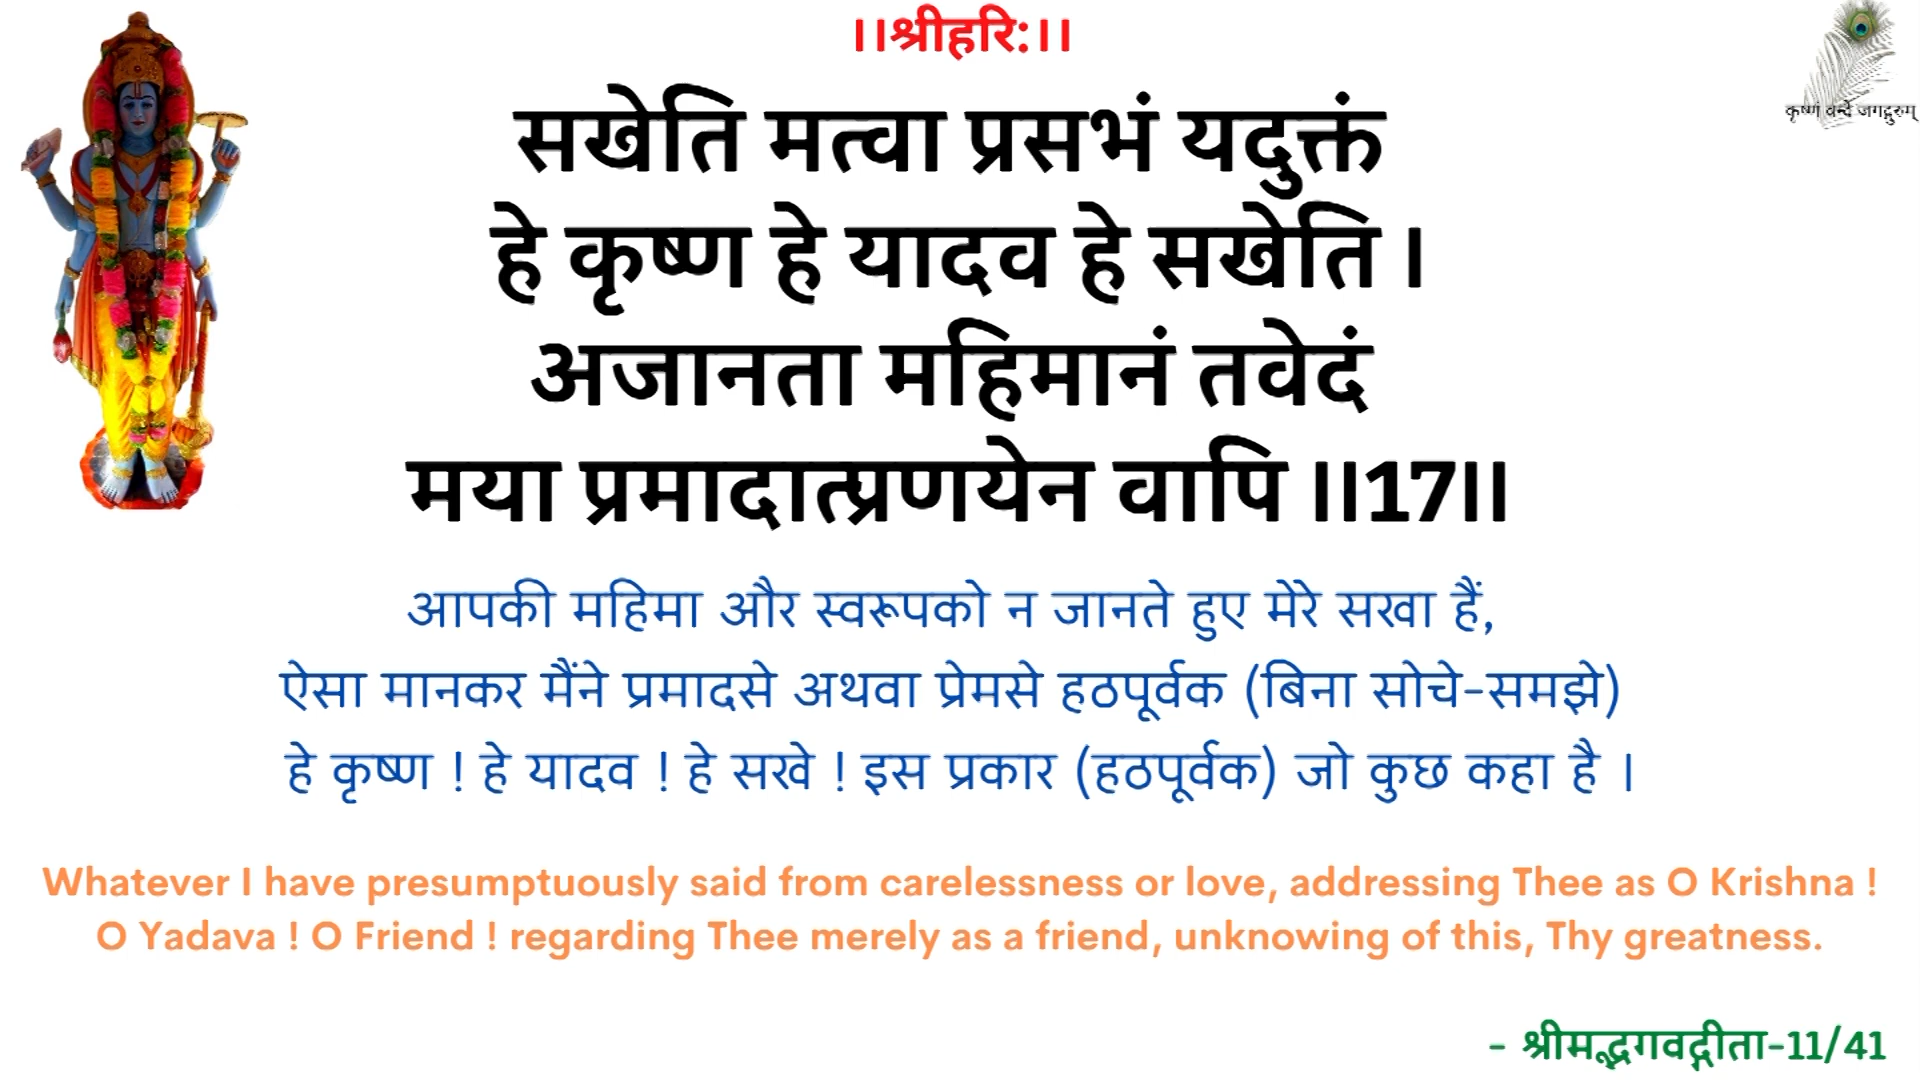 ।।श्रीहरि:।।
कृष्णं वन्दे जगद्गुरुम्
सखेति मत्वा प्रसभं यदुक्तं
हे कृष्ण हे यादव हे सखेति ।
अजानता महिमानं तवेदं
मया प्रमादात्प्रणयेन वापि ।।17।।
आपकी महिमा और स्वरूपको न जानते हुए मेरे सखा हैं,
ऐसा मानकर मैंने प्रमादसे अथवा प्रेमसे हठपूर्वक (बिना सोचे-समझे)
हे कृष्ण ! हे यादव ! हे सखे ! इस प्रकार (हठपूर्वक) जो कुछ कहा है ।
Whatever I have presumptuously said from carelessness or love, addressing Thee as O Krishna !
O Yadava ! O Friend ! regarding Thee merely as a friend, unknowing of this, Thy greatness.
- श्रीमद्भगवद्गीता-11/41